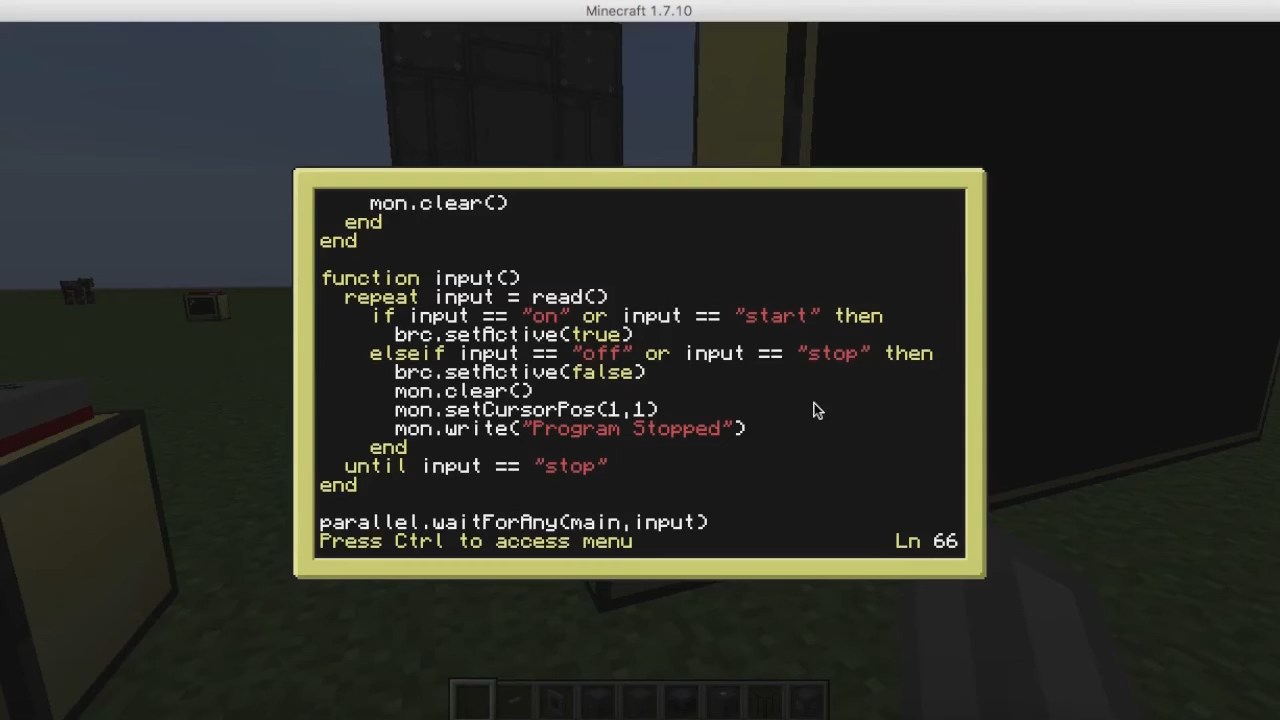 Minecraft 1.7.10
mon.clear()
end
end
function input()
repeat input = read()
if input == "on" or input == "start" then
brc.setActive(true)
elseif input == "off" or input == "stop" then
brc.setActive(false)
mon.clear()
mon.setCursorPos(1,1)
mon.write("Program Stopped")
end
until input == "stop"
end
parallel.waitForAny(main,input)
Press Ctrl to access menu Ln 66